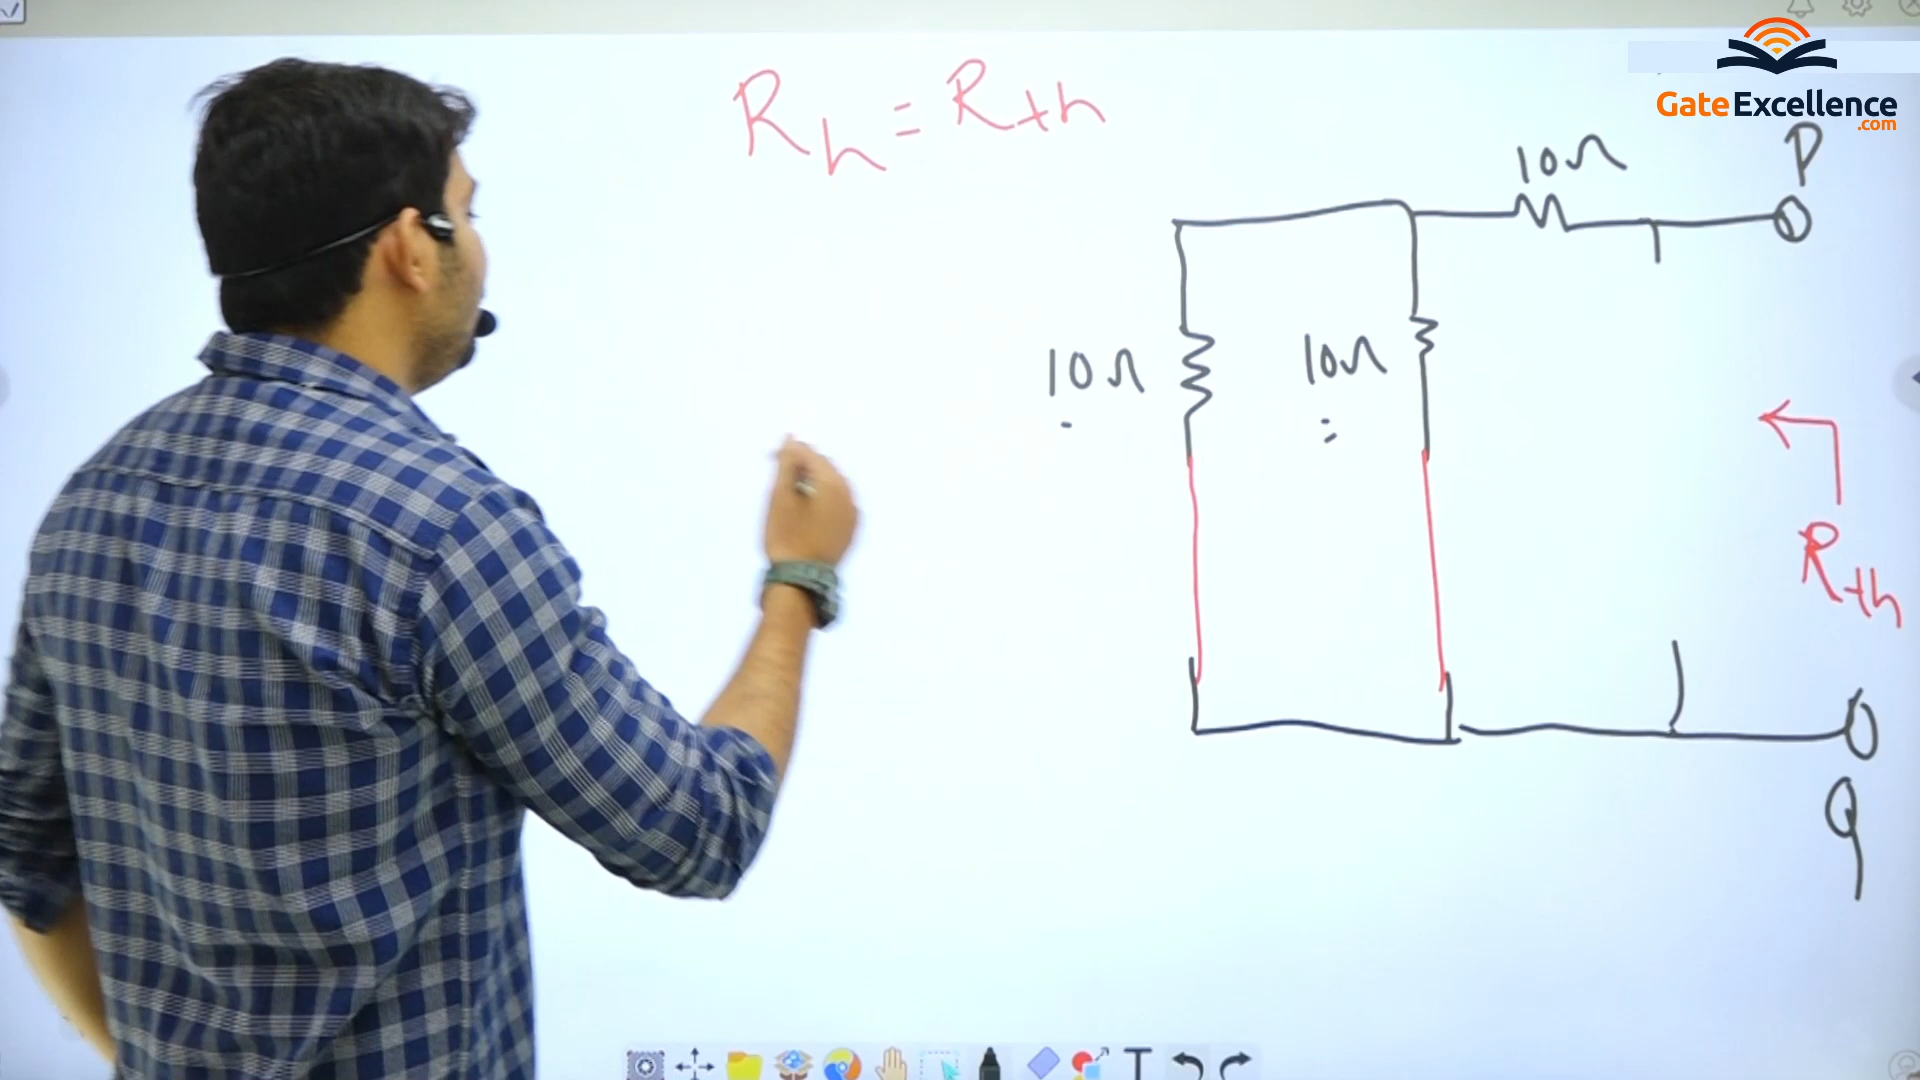 GateExcellence
.com
Rh = Rth
10Ω
P
10Ω
10Ω
Rth
Q
T